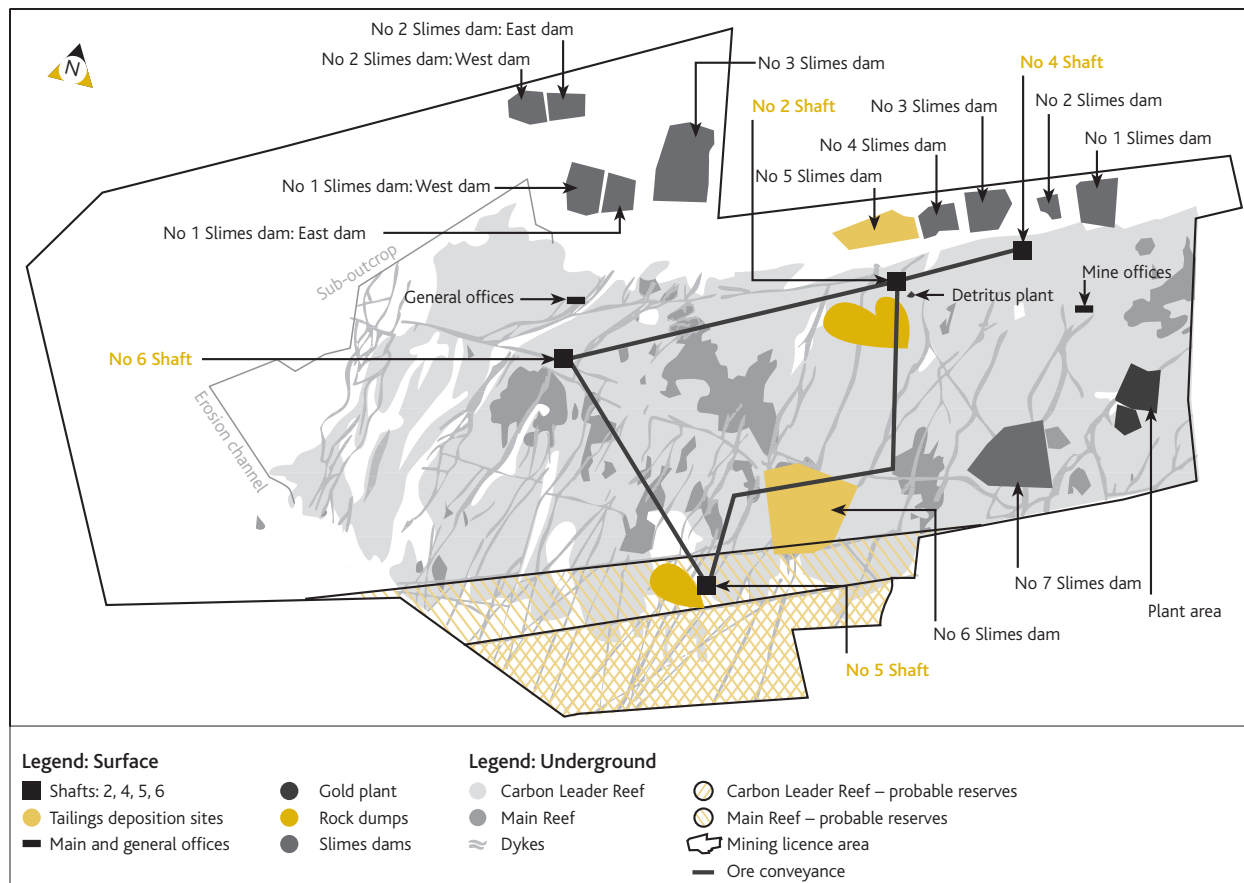 No 2 Slimes dam: East dam
No 2 Slimes dam: West dam
No 3 Slimes dam
No 4 Shaft
No 2 Shaft
No 3 Slimes dam
No 2 Slimes dam
No 4 Slimes dam
No 1 Slimes dam
No 5 Slimes dam
No 1 Slimes dam: West dam
No 1 Slimes dam: East dam
N
Sub-outcrop
General offices
Mine offices
Detritus plant
No 6 Shaft
Erosion channel
No 7 Slimes dam
Plant area
No 6 Slimes dam
No 5 Shaft
Legend: Surface
Shafts: 2, 4, 5, 6
Tailings deposition sites
Main and general offices
Gold plant
Rock dumps
Slimes dams
Legend: Underground
Carbon Leader Reef
Main Reef
Dykes
Carbon Leader Reef – probable reserves
Main Reef – probable reserves
Mining licence area
Ore conveyance